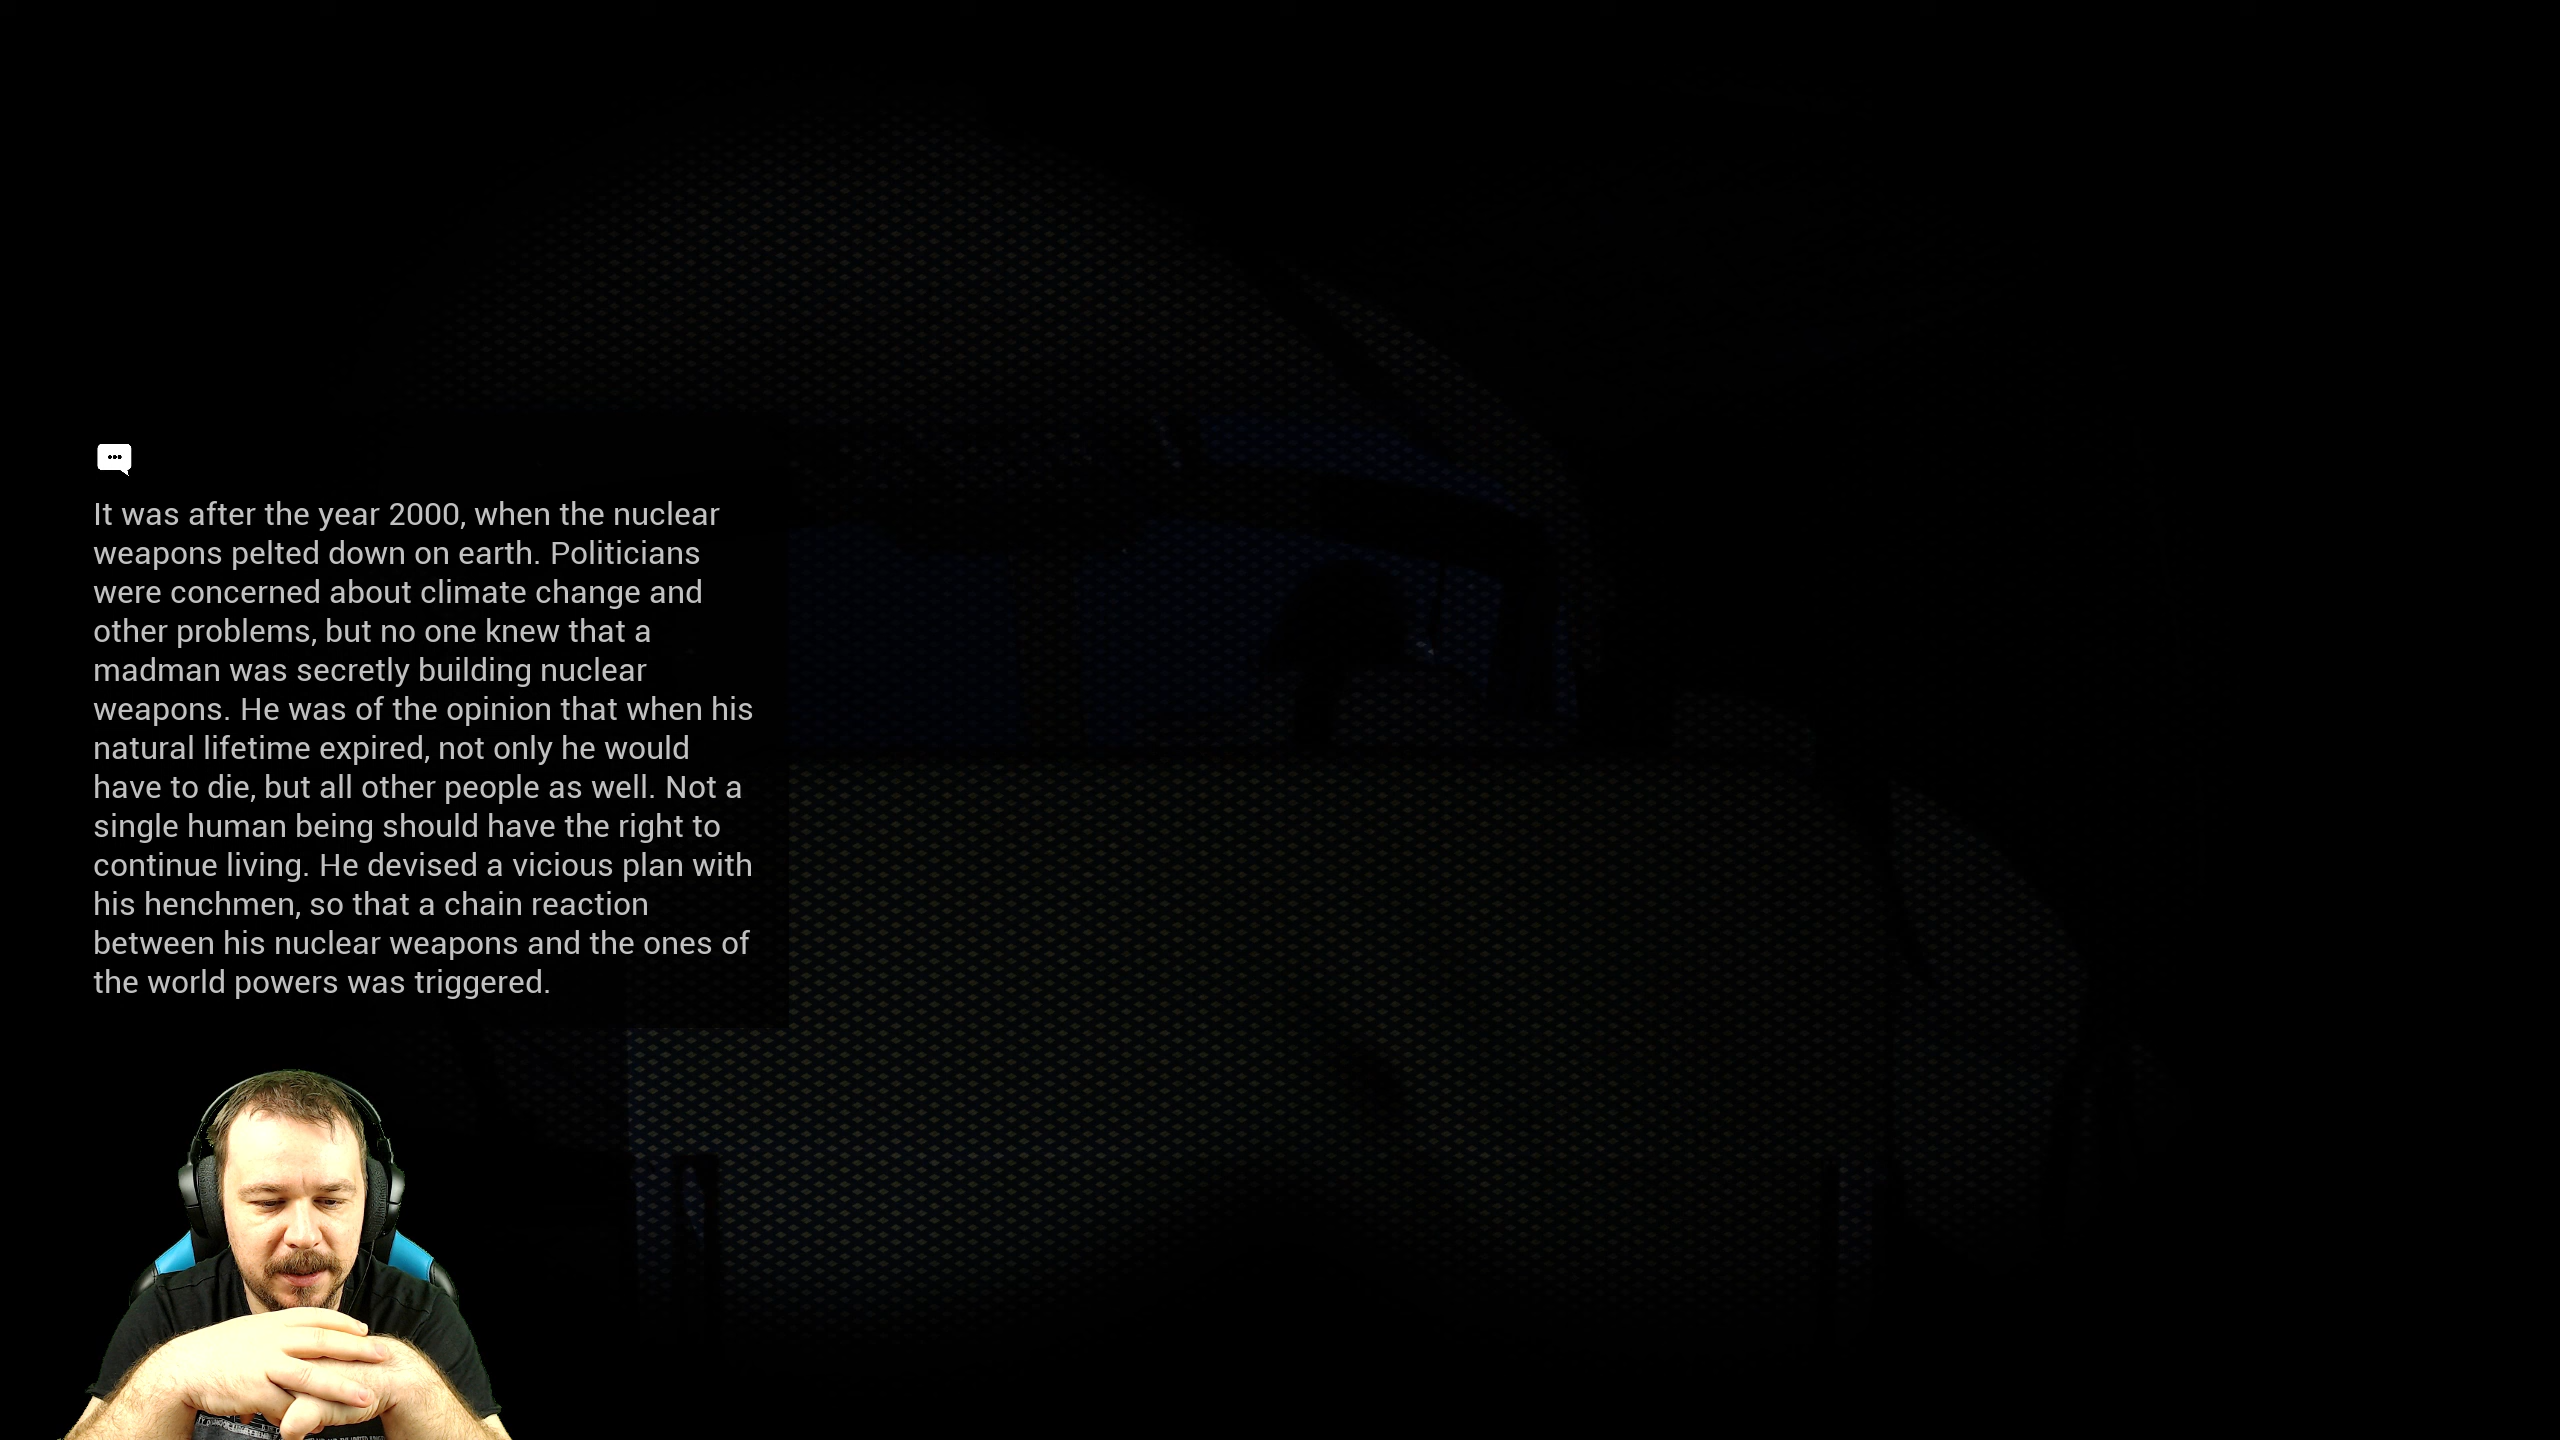 It was after the year 2000, when the nuclear
weapons pelted down on earth. Politicians
were concerned about climate change and
other problems, but no one knew that a
madman was secretly building nuclear
weapons. He was of the opinion that when his
natural lifetime expired, not only he would
have to die, but all other people as well. Not a
single human being should have the right to
continue living. He devised a vicious plan with
his henchmen, so that a chain reaction
between his nuclear weapons and the ones of
the world powers was triggered.